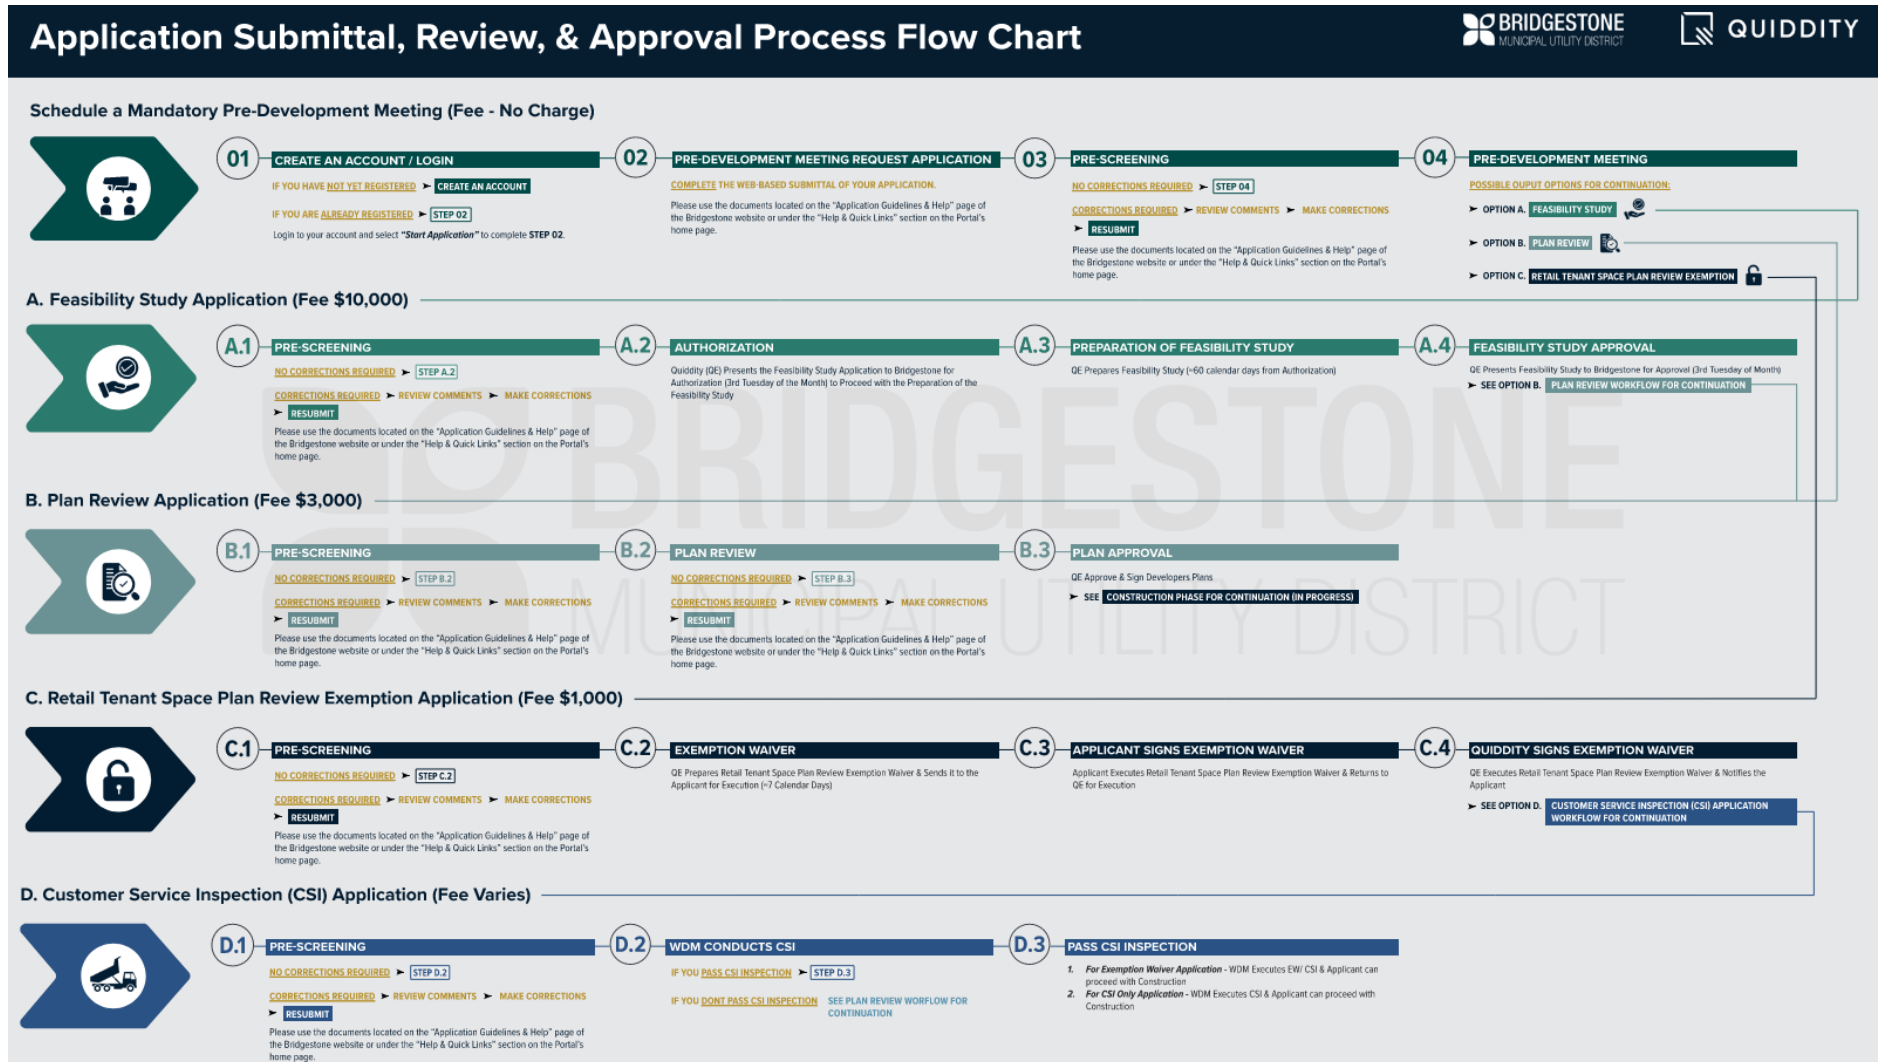 Application Submittal, Review, & Approval Process Flow Chart
BRIDGESTONE
MUNICIPAL UTILITY DISTRICT
QUIDDITY
Schedule a Mandatory Pre-Development Meeting (Fee - No Charge)
01
CREATE AN ACCOUNT / LOGIN
IF YOU HAVE NOT YET REGISTERED ➤ CREATE AN ACCOUNT
IF YOU ARE ALREADY REGISTERED ➤ STEP 02
Login to your account and select "Start Application" to complete STEP 02.
02
PRE-DEVELOPMENT MEETING REQUEST APPLICATION
COMPLETE THE WEB-BASED SUBMITTAL OF YOUR APPLICATION.
Please use the documents located on the "Application Guidelines & Help" page of
the Bridgestone website or under the "Help & Quick Links" section on the Portal's
home page.
03
PRE-SCREENING
NO CORRECTIONS REQUIRED ➤ STEP 04
CORRECTIONS REQUIRED ➤ REVIEW COMMENTS ➤ MAKE CORRECTIONS
➤ RESUBMIT
Please use the documents located on the "Application Guidelines & Help" page of
the Bridgestone website or under the "Help & Quick Links" section on the Portal's
home page.
04
PRE-DEVELOPMENT MEETING
POSSIBLE OUPUT OPTIONS FOR CONTINUATION:
➤ OPTION A. FEASIBILITY STUDY
➤ OPTION B. PLAN REVIEW
➤ OPTION C. RETAIL TENANT SPACE PLAN REVIEW EXEMPTION
A. Feasibility Study Application (Fee $10,000)
A.1
PRE-SCREENING
NO CORRECTIONS REQUIRED ➤ STEP A.2
CORRECTIONS REQUIRED ➤ REVIEW COMMENTS ➤ MAKE CORRECTIONS
➤ RESUBMIT
Please use the documents located on the "Application Guidelines & Help" page of
the Bridgestone website or under the "Help & Quick Links" section on the Portal's
home page.
A.2
AUTHORIZATION
Quiddity (QE) Presents the Feasibility Study Application to Bridgestone for
Authorization (3rd Tuesday of the Month) to Proceed with the Preparation of the
Feasibility Study
A.3
PREPARATION OF FEASIBILITY STUDY
QE Prepares Feasibility Study (≈60 calendar days from Authorization)
A.4
FEASIBILITY STUDY APPROVAL
QE Presents Feasibility Study to Bridgestone for Approval (3rd Tuesday of Month)
➤ SEE OPTION B. PLAN REVIEW WORKFLOW FOR CONTINUATION
BRIDGESTONE
MUNICIPAL UTILITY DISTRICT
B. Plan Review Application (Fee $3,000)
B.1
PRE-SCREENING
NO CORRECTIONS REQUIRED ➤ STEP B.2
CORRECTIONS REQUIRED ➤ REVIEW COMMENTS ➤ MAKE CORRECTIONS
➤ RESUBMIT
Please use the documents located on the "Application Guidelines & Help" page of
the Bridgestone website or under the "Help & Quick Links" section on the Portal's
home page.
B.2
PLAN REVIEW
NO CORRECTIONS REQUIRED ➤ STEP B.3
CORRECTIONS REQUIRED ➤ REVIEW COMMENTS ➤ MAKE CORRECTIONS
➤ RESUBMIT
Please use the documents located on the "Application Guidelines & Help" page of
the Bridgestone website or under the "Help & Quick Links" section on the Portal's
home page.
B.3
PLAN APPROVAL
QE Approve & Sign Developers Plans
➤ SEE CONSTRUCTION PHASE FOR CONTINUATION (IN PROGRESS)
C. Retail Tenant Space Plan Review Exemption Application (Fee $1,000)
C.1
PRE-SCREENING
NO CORRECTIONS REQUIRED ➤ STEP C.2
CORRECTIONS REQUIRED ➤ REVIEW COMMENTS ➤ MAKE CORRECTIONS
➤ RESUBMIT
Please use the documents located on the "Application Guidelines & Help" page of
the Bridgestone website or under the "Help & Quick Links" section on the Portal's
home page.
C.2
EXEMPTION WAIVER
QE Prepares Retail Tenant Space Plan Review Exemption Waiver & Sends it to the
Applicant for Execution (≈7 Calendar Days)
C.3
APPLICANT SIGNS EXEMPTION WAIVER
Applicant Executes Retail Tenant Space Plan Review Exemption Waiver & Returns to
QE for Execution
C.4
QUIDDITY SIGNS EXEMPTION WAIVER
QE Executes Retail Tenant Space Plan Review Exemption Waiver & Notifies the
Applicant
➤ SEE OPTION D. CUSTOMER SERVICE INSPECTION (CSI) APPLICATION
WORKFLOW FOR CONTINUATION
D. Customer Service Inspection (CSI) Application (Fee Varies)
D.1
PRE-SCREENING
NO CORRECTIONS REQUIRED ➤ STEP D.2
CORRECTIONS REQUIRED ➤ REVIEW COMMENTS ➤ MAKE CORRECTIONS
➤ RESUBMIT
Please use the documents located on the "Application Guidelines & Help" page of
the Bridgestone website or under the "Help & Quick Links" section on the Portal's
home page.
D.2
WDM CONDUCTS CSI
IF YOU PASS CSI INSPECTION ➤ STEP D.3
IF YOU DONT PASS CSI INSPECTION SEE PLAN REVIEW WORFLOW FOR
CONTINUATION
D.3
PASS CSI INSPECTION
1. For Exemption Waiver Application - WDM Executes EW/ CSI & Applicant can
proceed with Construction
2. For CSI Only Application - WDM Executes CSI & Applicant can proceed with
Construction